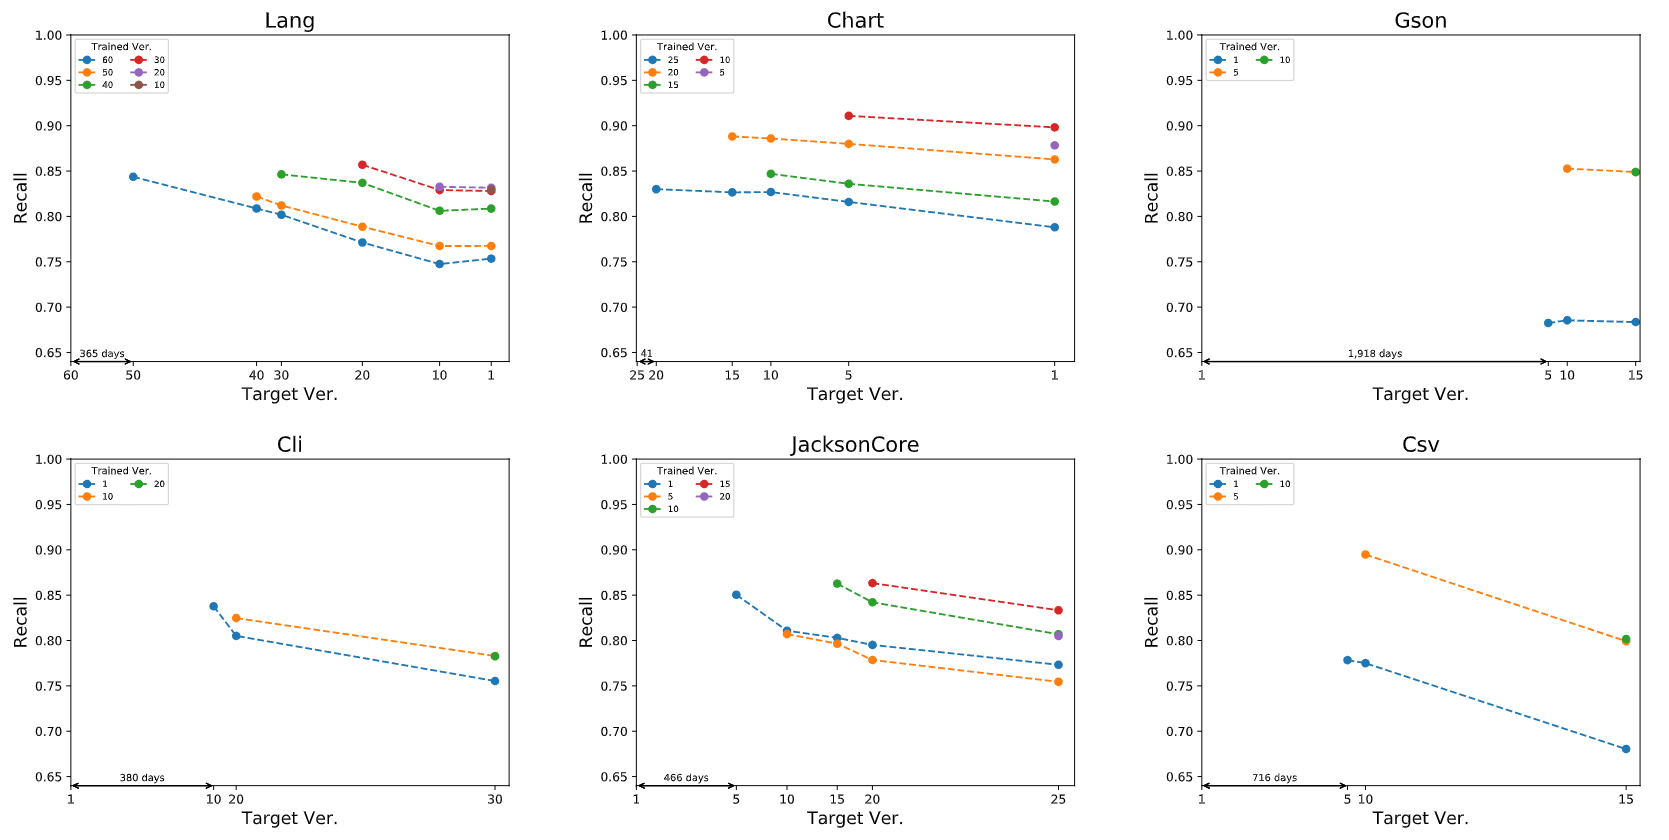 Lang
Trained Ver.
60 30
50 20
40 10
Recall
1.00
0.95
0.90
0.85
0.80
0.75
0.70
0.65
365 days
60 50 40 30 20 10 1
Target Ver.
Chart
Trained Ver.
25 10
20 5
15
Recall
1.00
0.95
0.90
0.85
0.80
0.75
0.70
0.65
41
25 20 15 10 5 1
Target Ver.
Gson
Trained Ver.
1 10
5
Recall
1.00
0.95
0.90
0.85
0.80
0.75
0.70
0.65
1,918 days
1 5 10 15
Target Ver.
Cli
Trained Ver.
1 20
10
Recall
1.00
0.95
0.90
0.85
0.80
0.75
0.70
0.65
380 days
1 10 20 30
Target Ver.
JacksonCore
Trained Ver.
1 15
5 20
10
Recall
1.00
0.95
0.90
0.85
0.80
0.75
0.70
0.65
466 days
1 5 10 15 20 25
Target Ver.
Csv
Trained Ver.
1 10
5
Recall
1.00
0.95
0.90
0.85
0.80
0.75
0.70
0.65
716 days
1 5 10 15
Target Ver.